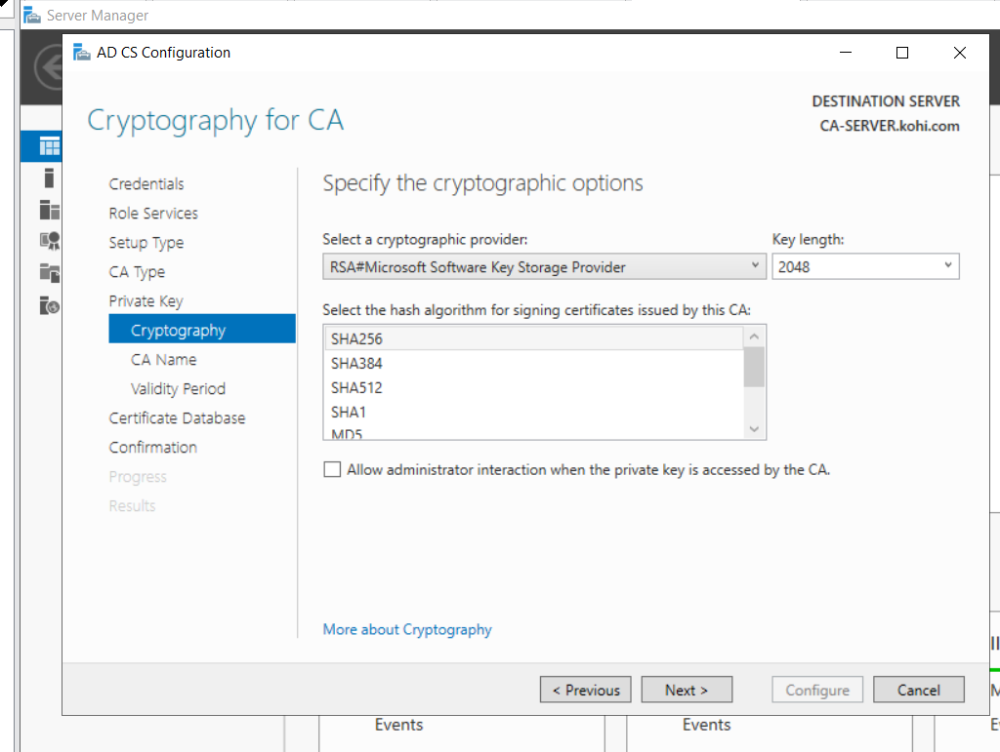 Server Manager
AD CS Configuration
DESTINATION SERVER
CA-SERVER.kohi.com
Cryptography for CA
Credentials
Role Services
Setup Type
CA Type
Private Key
Cryptography
CA Name
Validity Period
Certificate Database
Confirmation
Progress
Results
Specify the cryptographic options
Select a cryptographic provider:
Key length:
RSA#Microsoft Software Key Storage Provider
2048
Select the hash algorithm for signing certificates issued by this CA:
SHA256
SHA384
SHA512
SHA1
MD5
Allow administrator interaction when the private key is accessed by the CA.
More about Cryptography
< Previous
Next >
Configure
Cancel
Events
Events